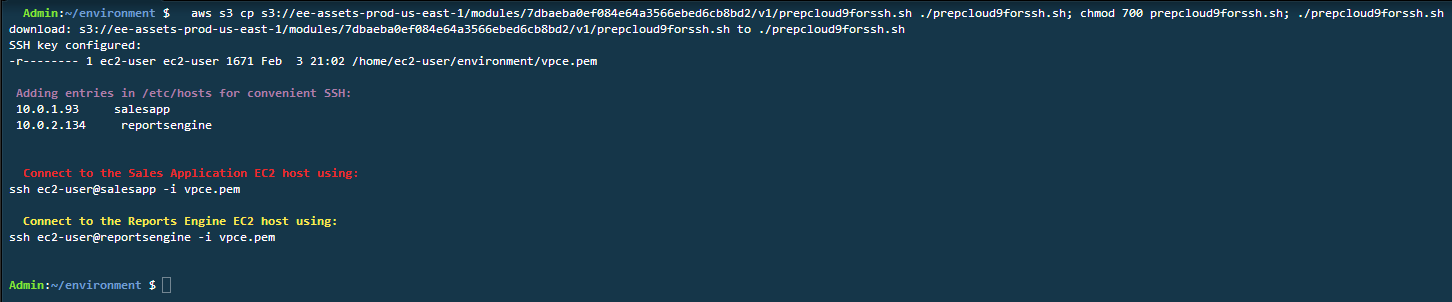 Admin:~/environment $ aws s3 cp s3://ee-assets-prod-us-east-1/modules/7dbaeba0ef084e64a3566ebed6cb8bd2/v1/prepcloud9forssh.sh ./prepcloud9forssh.sh; chmod 700 prepcloud9forssh.sh; ./prepcloud9forssh.sh
download: s3://ee-assets-prod-us-east-1/modules/7dbaeba0ef084e64a3566ebed6cb8bd2/v1/prepcloud9forssh.sh to ./prepcloud9forssh.sh
SSH key configured:
-r-------- 1 ec2-user ec2-user 1671 Feb  3 21:02 /home/ec2-user/environment/vpce.pem
Adding entries in /etc/hosts for convenient SSH:
10.0.1.93     salesapp
10.0.2.134     reportsengine
Connect to the Sales Application EC2 host using:
ssh ec2-user@salesapp -i vpce.pem
Connect to the Reports Engine EC2 host using:
ssh ec2-user@reportsengine -i vpce.pem
Admin:~/environment $